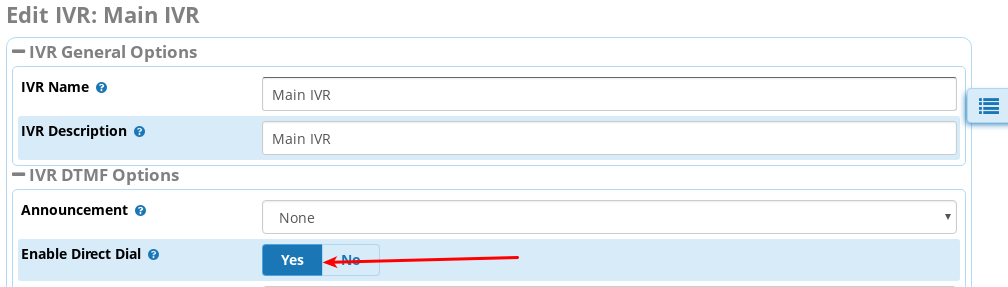 Edit IVR: Main IVR
IVR General Options
IVR Name ?
Main IVR
IVR Description ?
Main IVR
IVR DTMF Options
Announcement ?
None
Enable Direct Dial ?
Yes No